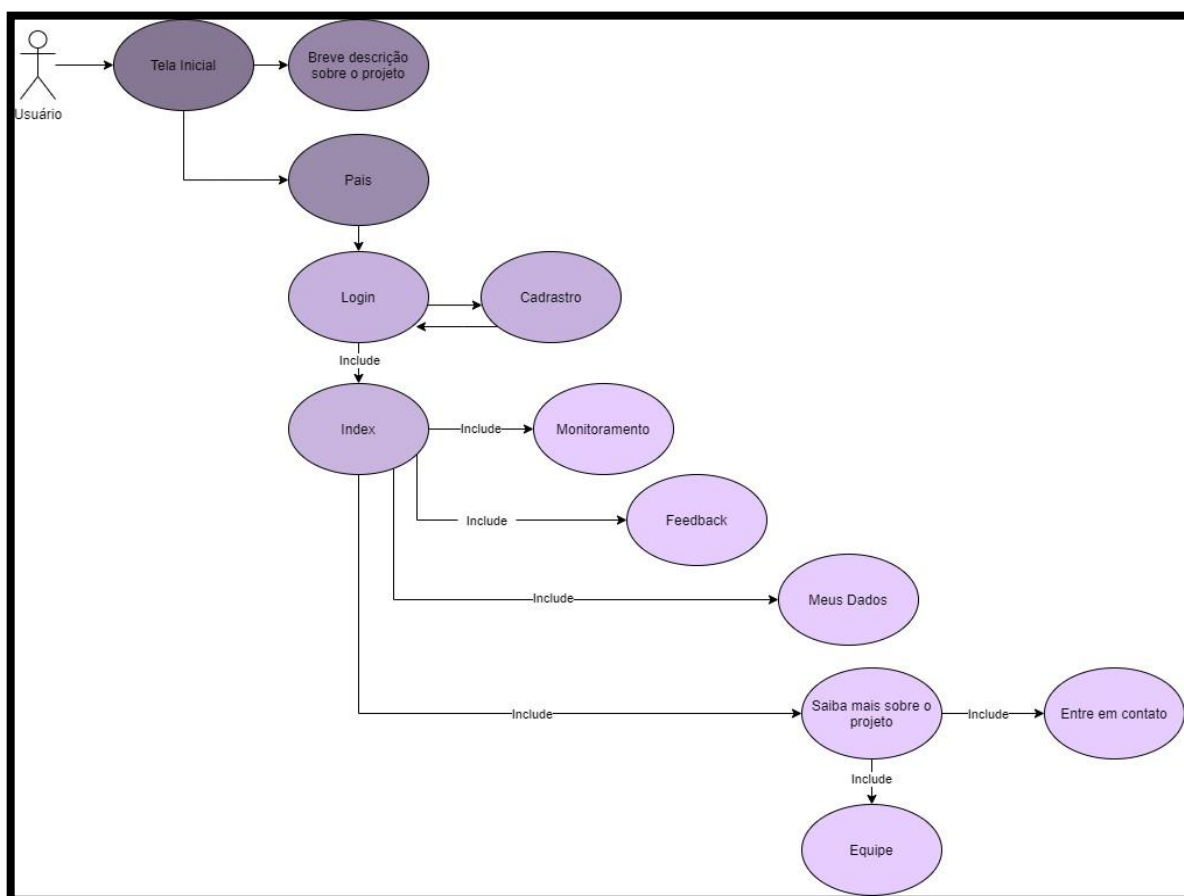 Usuário
Tela Inicial
Breve descrição
sobre o projeto
Pais
Login
Cadrastro
Include
Index
Include
Monitoramento
Include
Feedback
Include
Meus Dados
Include
Saiba mais sobre o
projeto
Include
Entre em contato
Include
Equipe